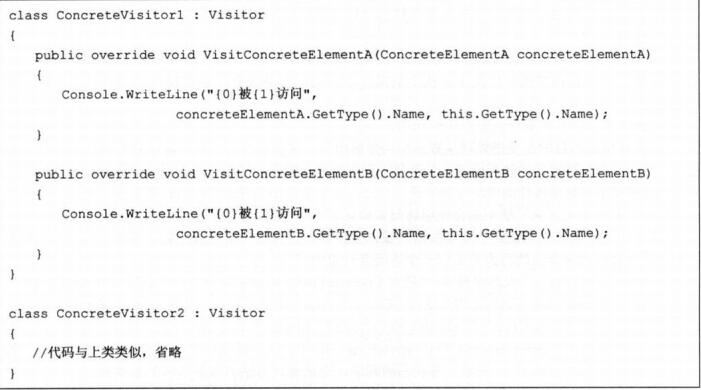 class ConcreteVisitor1 : Visitor
{
    public override void VisitConcreteElementA(ConcreteElementA concreteElementA)
    {
        Console.WriteLine("{0}被{1}访问",
                        concreteElementA.GetType().Name, this.GetType().Name);
    }

    public override void VisitConcreteElementB(ConcreteElementB concreteElementB)
    {
        Console.WriteLine("{0}被{1}访问",
                        concreteElementB.GetType().Name, this.GetType().Name);
    }
}

class ConcreteVisitor2 : Visitor
{
    //代码与上类类似，省略
}